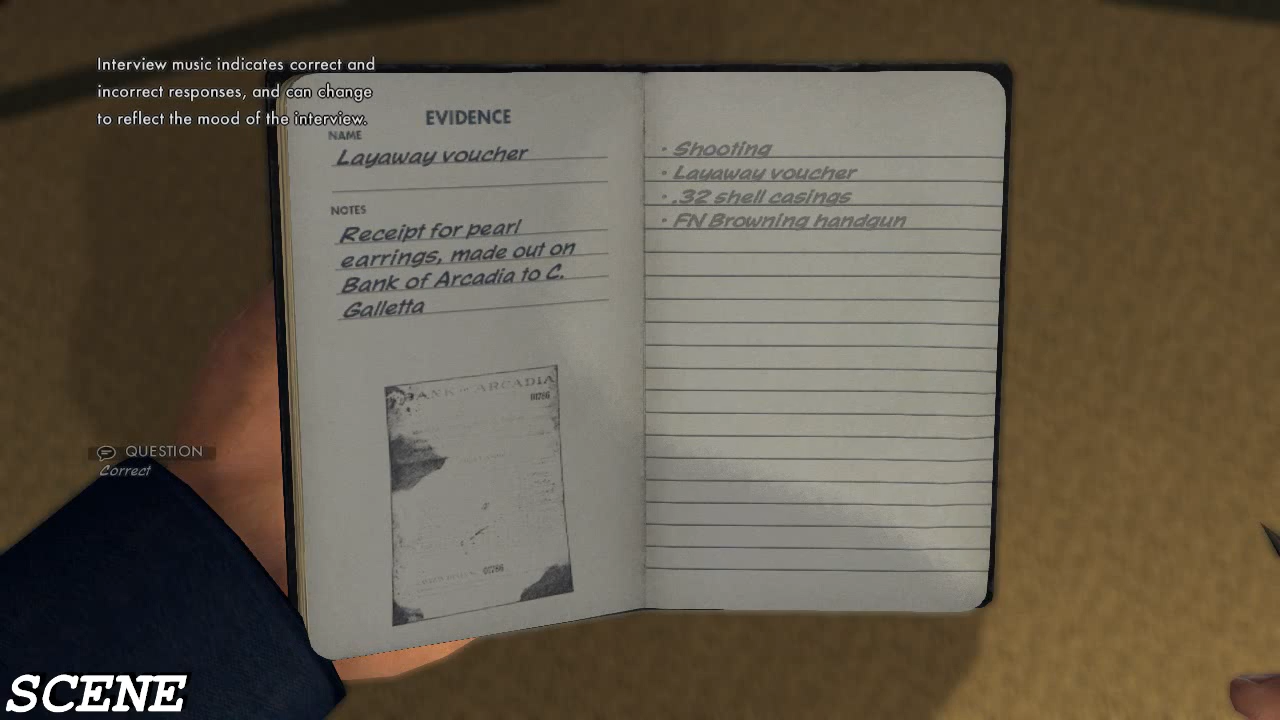 Interview music indicates correct and
incorrect responses, and can change
to reflect the mood of the interview.
EVIDENCE
NAME
Layaway voucher
NOTES
Receipt for pearl
earrings, made out on
Bank of Arcadia to C.
Galletta
BANK OF ARCADIA
01786
01786
• Shooting
• Layaway voucher
• .32 shell casings
• FN Browning handgun
QUESTION
Correct
SCENE